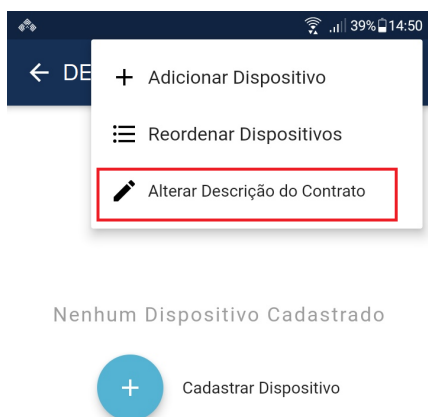 39% 14:50
DE
Adicionar Dispositivo
Reordenar Dispositivos
Alterar Descrição do Contrato
Nenhum Dispositivo Cadastrado
Cadastrar Dispositivo